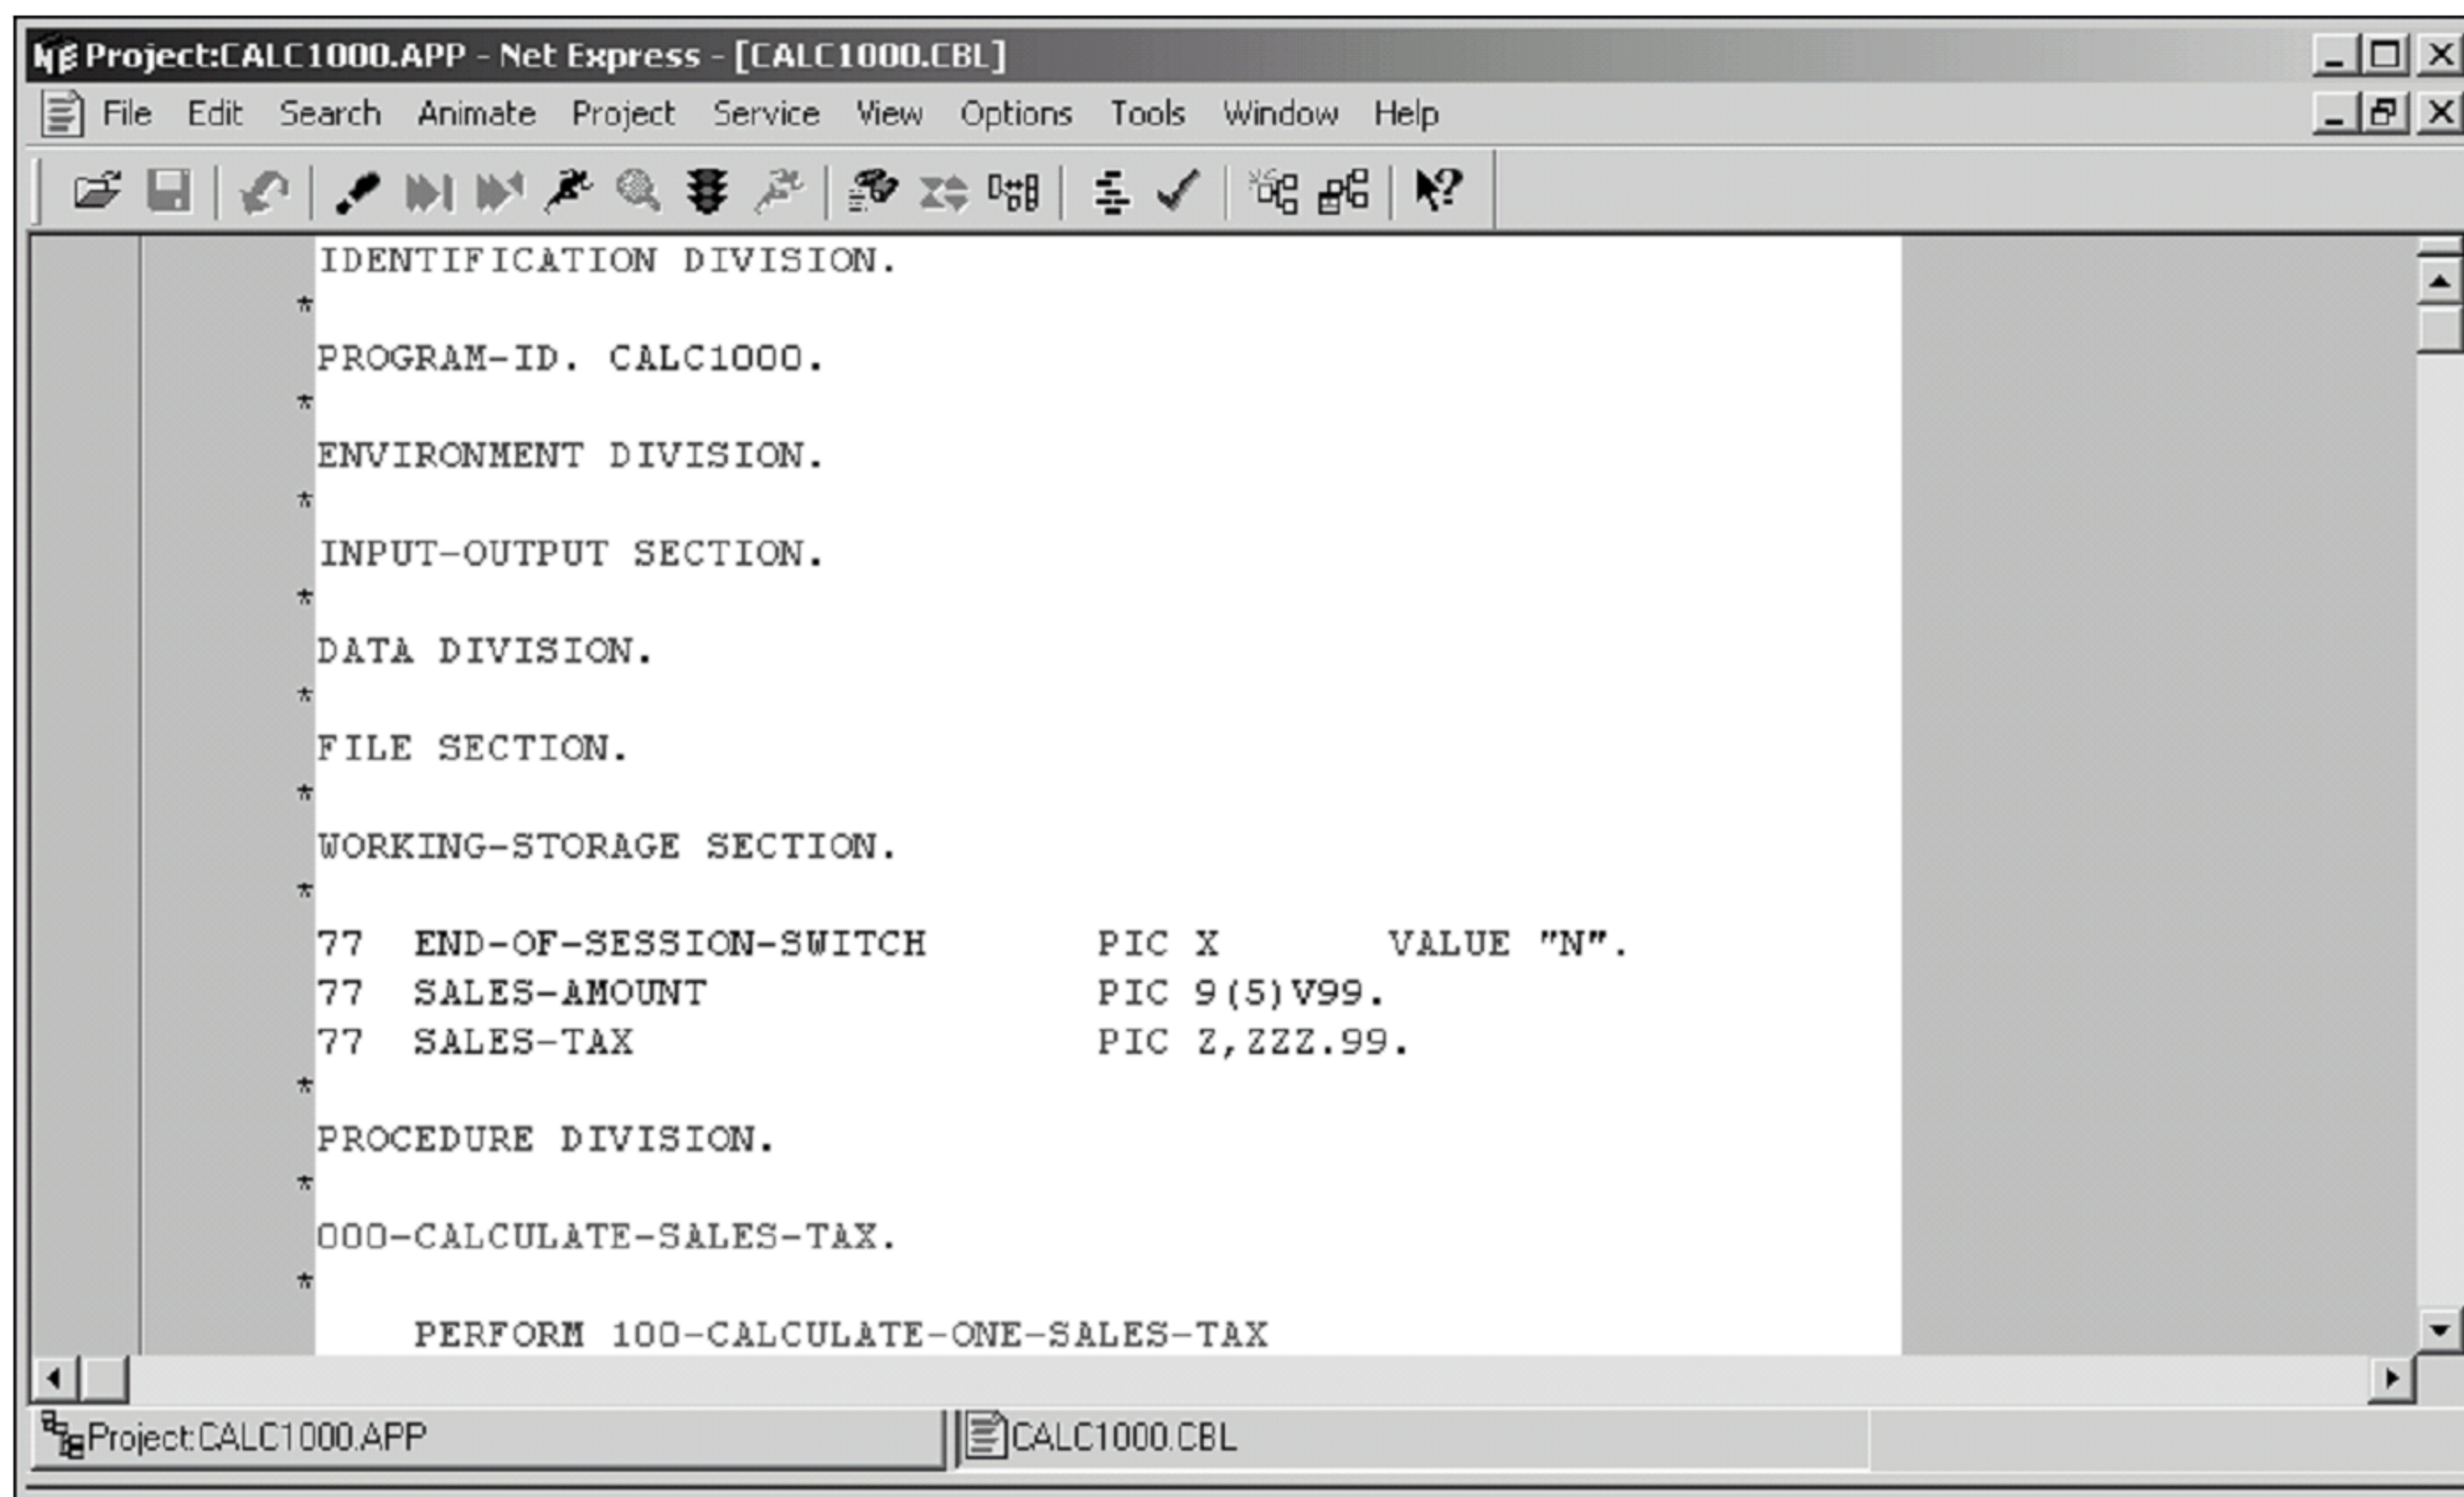 Project:CALC1000.APP - Net Express - [CALC1000.CBL]
File Edit Search Animate Project Service View Options Tools Window Help
IDENTIFICATION DIVISION.
*
PROGRAM-ID. CALC1000.
*
ENVIRONMENT DIVISION.
*
INPUT-OUTPUT SECTION.
*
DATA DIVISION.
*
FILE SECTION.
*
WORKING-STORAGE SECTION.
*
77  END-OF-SESSION-SWITCH       PIC X       VALUE "N".
77  SALES-AMOUNT                PIC 9(5)V99.
77  SALES-TAX                   PIC Z,ZZZ.99.
*
PROCEDURE DIVISION.
*
000-CALCULATE-SALES-TAX.
*
    PERFORM 100-CALCULATE-ONE-SALES-TAX
Project:CALC1000.APP CALC1000.CBL